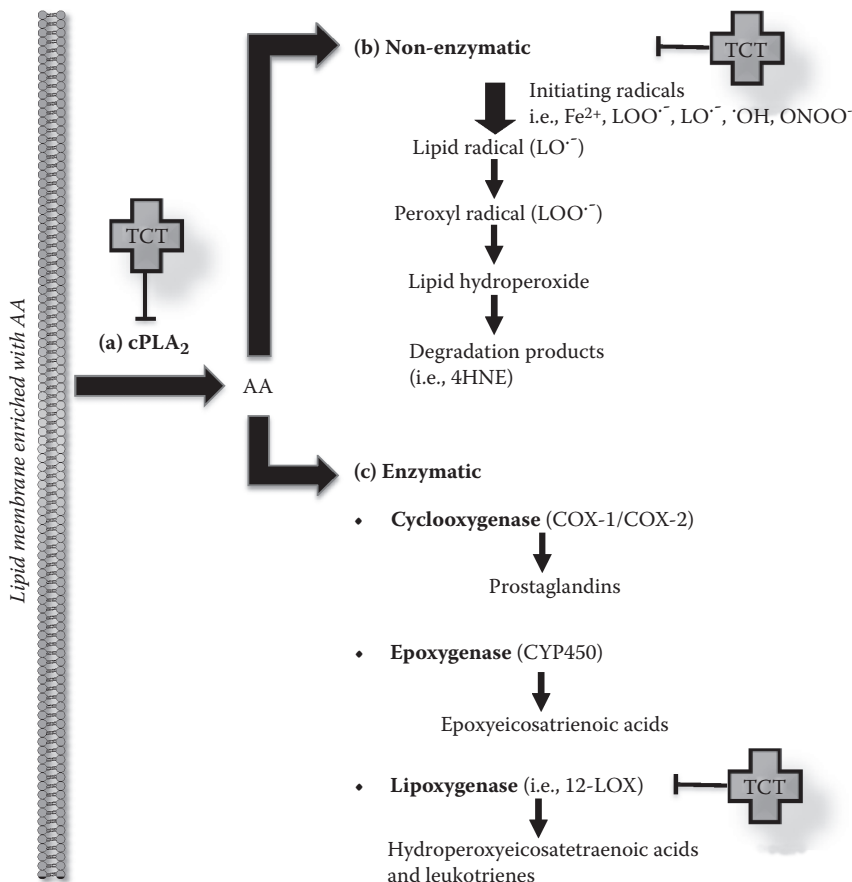 (b) Non-enzymatic
TCT
Initiating radicals
i.e., Fe²⁺, LOO·⁻, LO·⁻, ·OH, ONOO⁻
Lipid radical (LO·⁻)
Peroxyl radical (LOO·⁻)
TCT
Lipid hydroperoxide
(a) cPLA₂
Degradation products
(i.e., 4HNE)
AA
Lipid membrane enriched with AA
(c) Enzymatic
• Cyclooxygenase (COX-1/COX-2)
Prostaglandins
• Epoxygenase (CYP450)
Epoxyeicosatrienoic acids
• Lipoxygenase (i.e., 12-LOX)
TCT
Hydroperoxyeicosatetraenoic acids
and leukotrienes